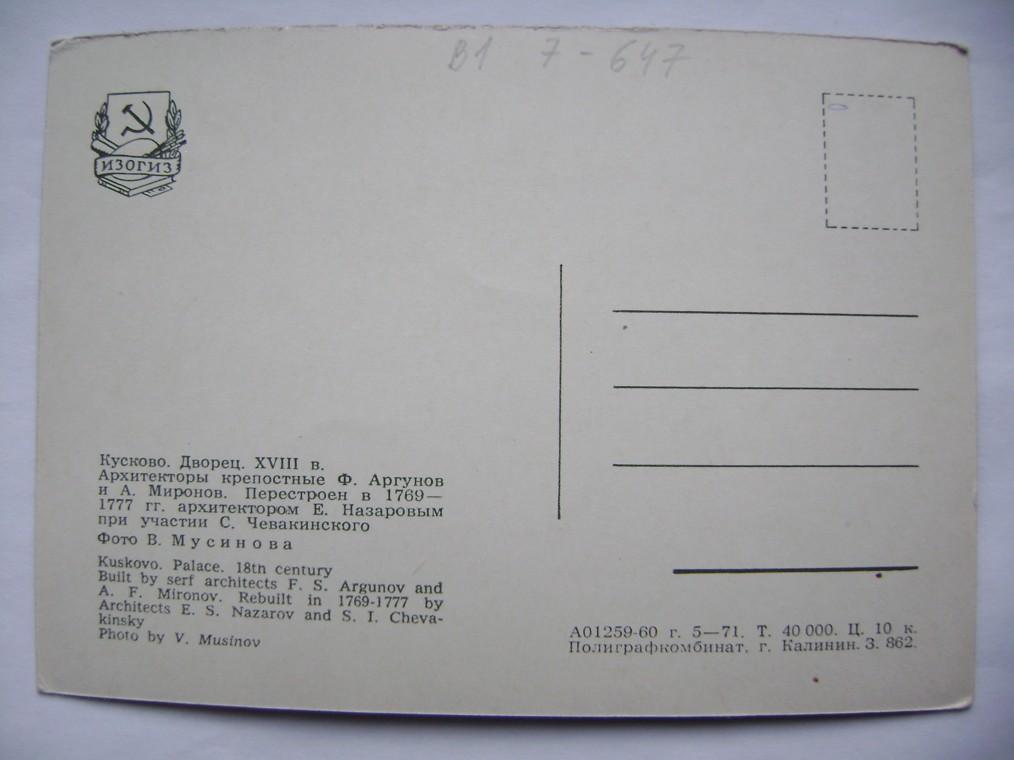 В1 7-647
ИЗОГИЗ
Кусково. Дворец. XVIII в.
Архитекторы крепостные Ф. Аргунов
и А. Миронов. Перестроен в 1769—
1777 гг. архитектором Е. Назаровым
при участии С. Чевакинского
Фото В. Мусинова
Kuskovo. Palace. 18th century
Built by serf architects F. S. Argunov and
A. F. Mironov. Rebuilt in 1769-1777 by
Architects E. S. Nazarov and S. I. Cheva-
kinsky
Photo by V. Musinov
А01259-60 г. 5—71. Т. 40 000. Ц. 10 к.
Полиграфкомбинат, г. Калинин. З. 862.